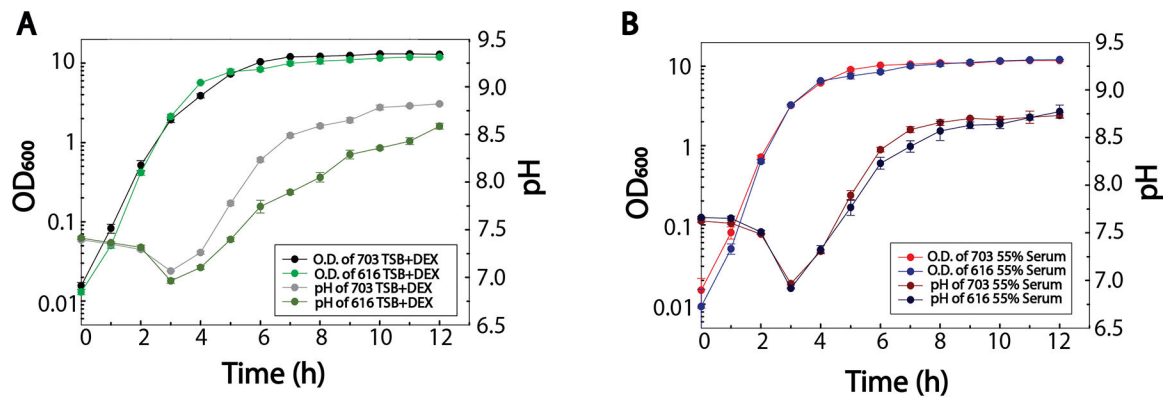 A
10
1
0.1
0.01
OD600
9.5
9.0
8.5
8.0
7.5
7.0
6.5
pH
O.D. of 703 TSB+DEX
O.D. of 616 TSB+DEX
pH of 703 TSB+DEX
pH of 616 TSB+DEX
0 2 4 6 8 10 12
Time (h)
B
10
1
0.1
0.01
OD600
9.5
9.0
8.5
8.0
7.5
7.0
6.5
pH
O.D. of 703 55% Serum
O.D. of 616 55% Serum
pH of 703 55% Serum
pH of 616 55% Serum
0 2 4 6 8 10 12
Time (h)